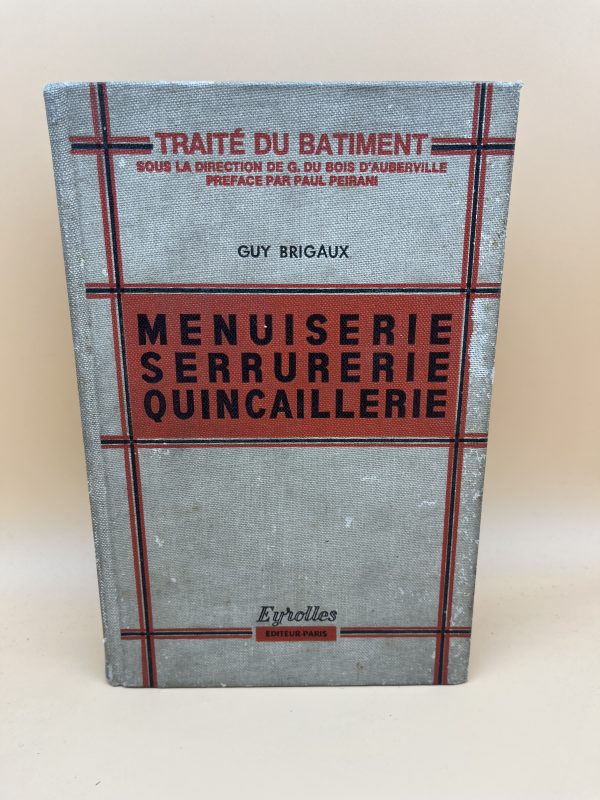 TRAITÉ DU BATIMENT
SOUS LA DIRECTION DE G. DU BOIS D'AUBERVILLE
PREFACE PAR PAUL PEIRANI
GUY BRIGAUX
MENUISERIE
SERRURERIE
QUINCAILLERIE
Eyrolles
EDITEUR-PARIS